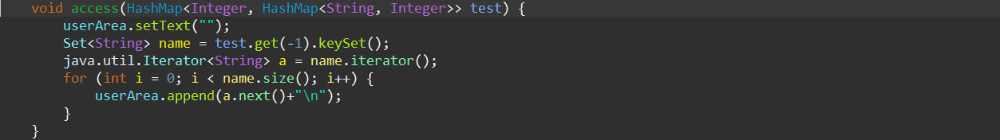 void access(HashMap<Integer, HashMap<String, Integer>> test) {
userArea.setText("");
Set<String> name = test.get(-1).keySet();
java.util.Iterator<String> a = name.iterator();
for (int i = 0; i < name.size(); i++) {
userArea.append(a.next()+"\n");
}
}